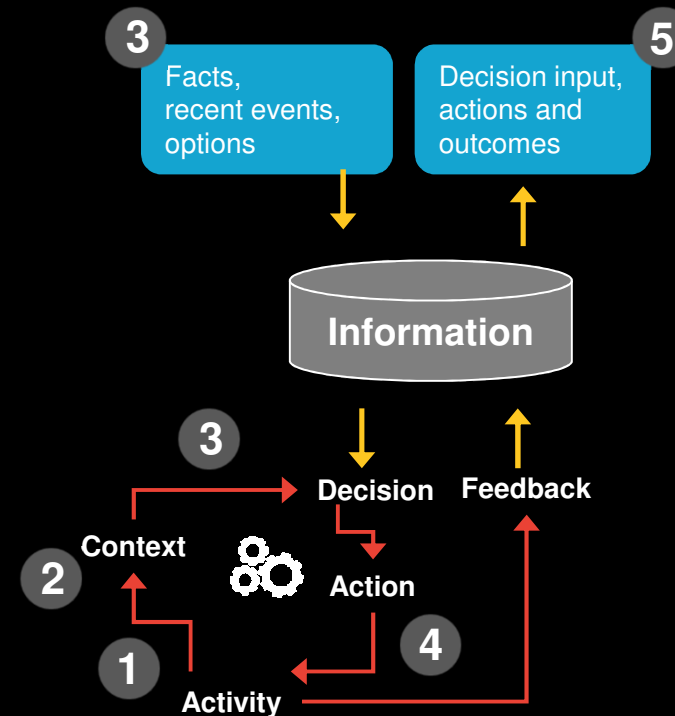 3
5
Facts,
recent events,
options
Decision input,
actions and
outcomes
Information
3
Decision
Feedback
Context
2
Action
4
1
Activity